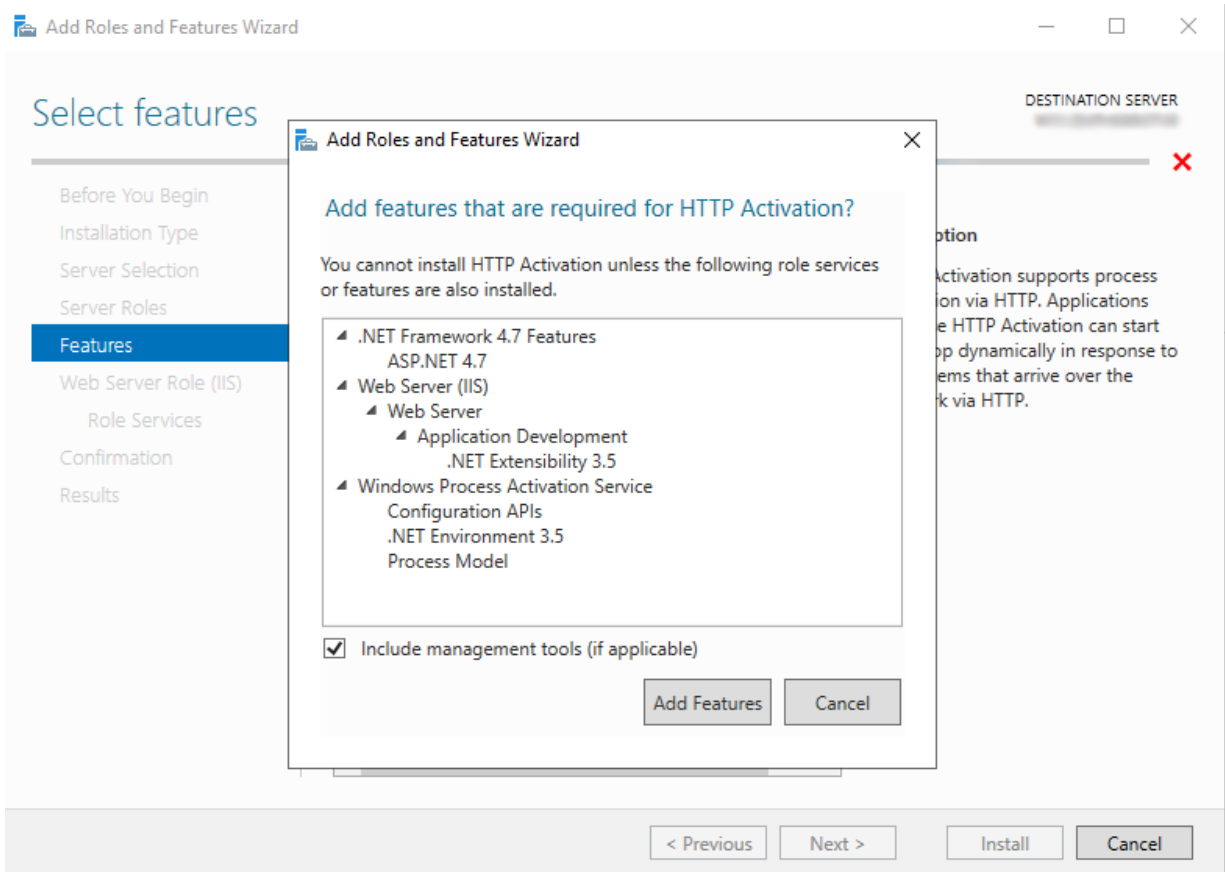 Add Roles and Features Wizard
Select features
DESTINATION SERVER
Before You Begin
Installation Type
Server Selection
Server Roles
Features
Web Server Role (IIS)
Role Services
Confirmation
Results
Add Roles and Features Wizard
Add features that are required for HTTP Activation?
You cannot install HTTP Activation unless the following role services
or features are also installed.
.NET Framework 4.7 Features
ASP.NET 4.7
Web Server (IIS)
Web Server
Application Development
.NET Extensibility 3.5
Windows Process Activation Service
Configuration APIs
.NET Environment 3.5
Process Model
Include management tools (if applicable)
Add Features
Cancel
ption
Activation supports process
ion via HTTP. Applications
e HTTP Activation can start
op dynamically in response to
ems that arrive over the
rk via HTTP.
< Previous
Next >
Install
Cancel